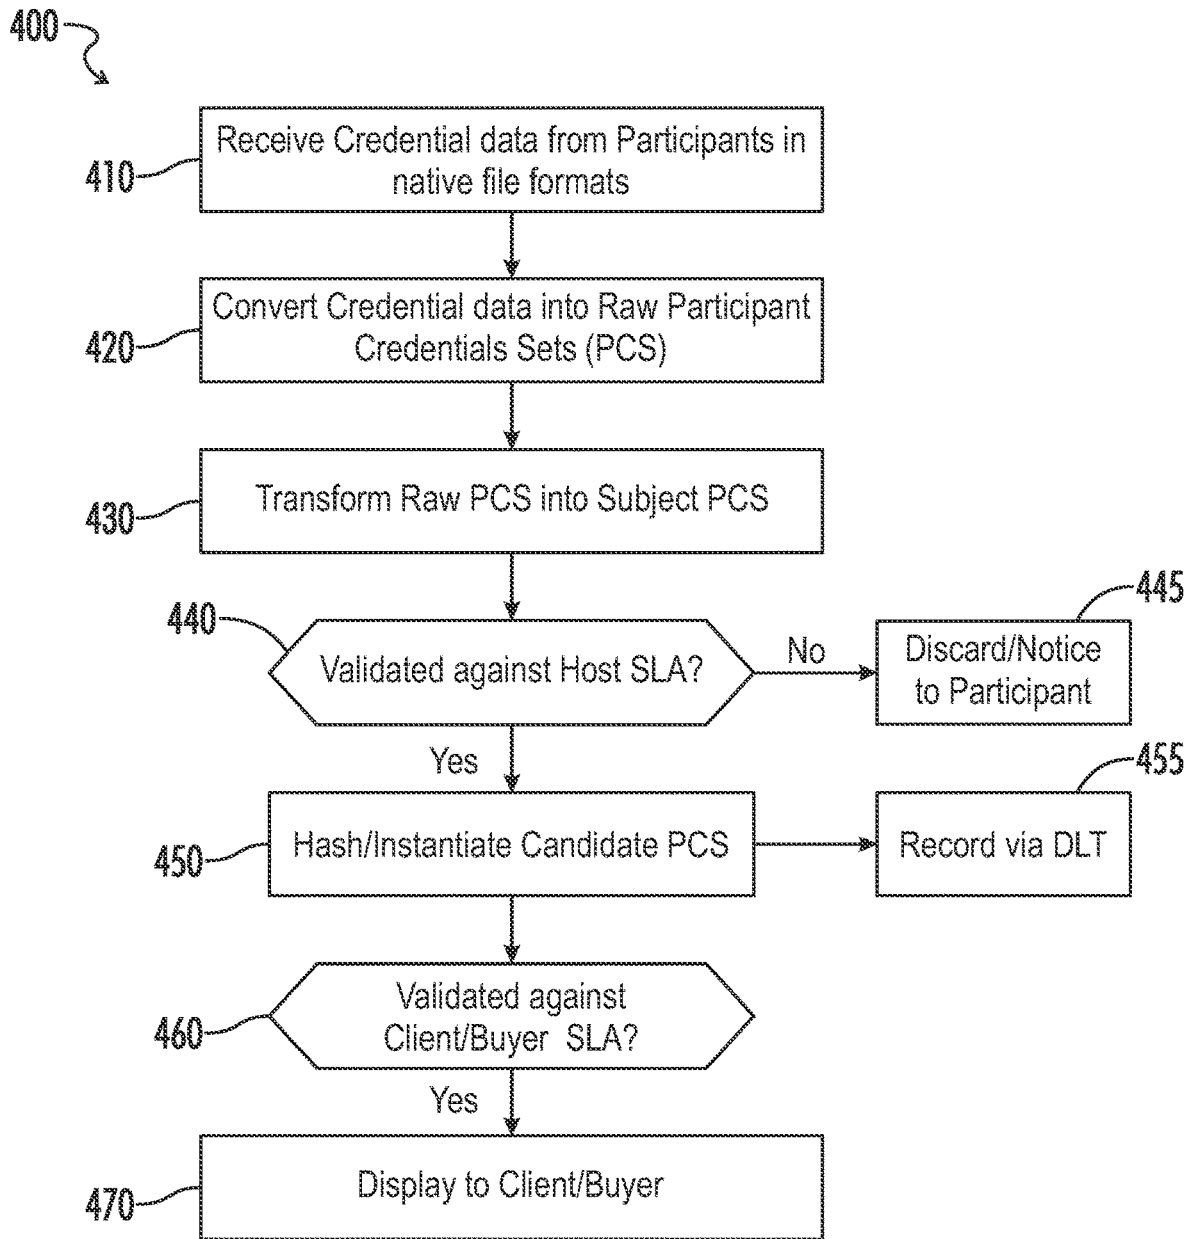 400
Receive Credential data from Participants in
native file formats
410
Convert Credential data into Raw Participant
Credentials Sets (PCS)
420
Transform Raw PCS into Subject PCS
430
440
Validated against Host SLA?
No
445
Discard/Notice
to Participant
Yes
455
Hash/Instantiate Candidate PCS
450
Record via DLT
Validated against
Client/Buyer SLA?
460
Yes
Display to Client/Buyer
470